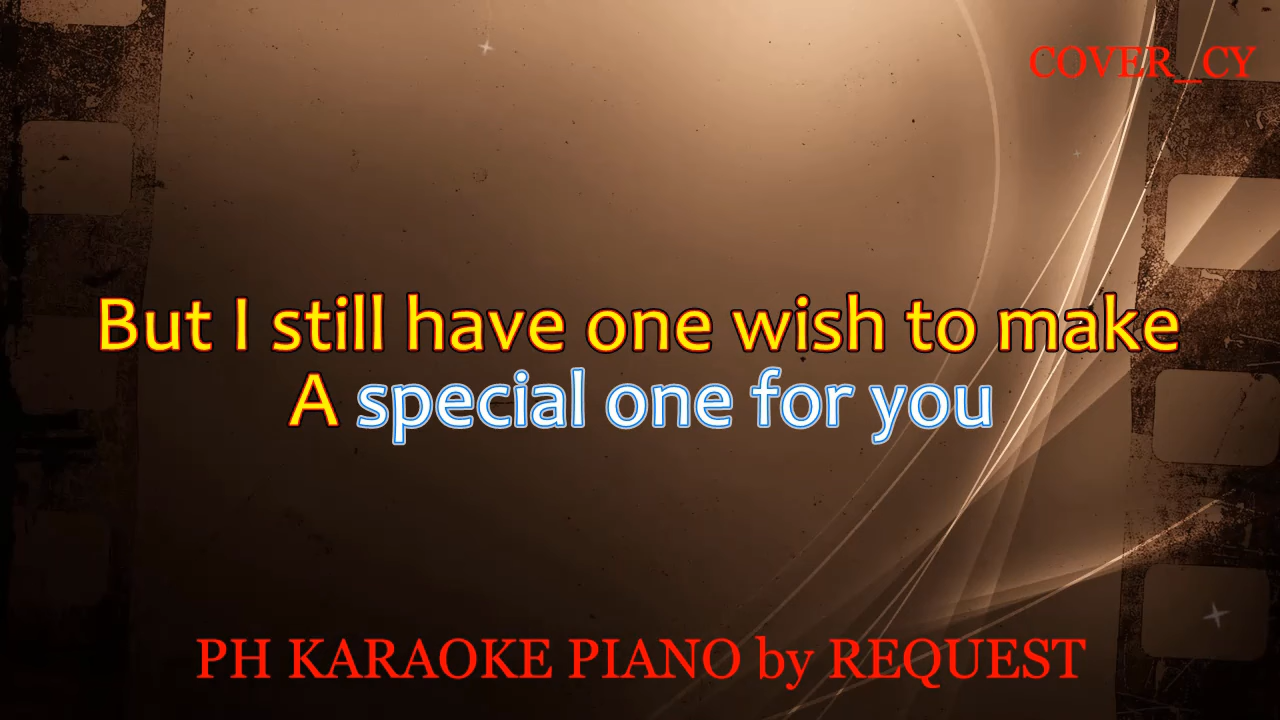 COVER_CY
But I still have one wish to make
A special one for you
PH KARAOKE PIANO by REQUEST